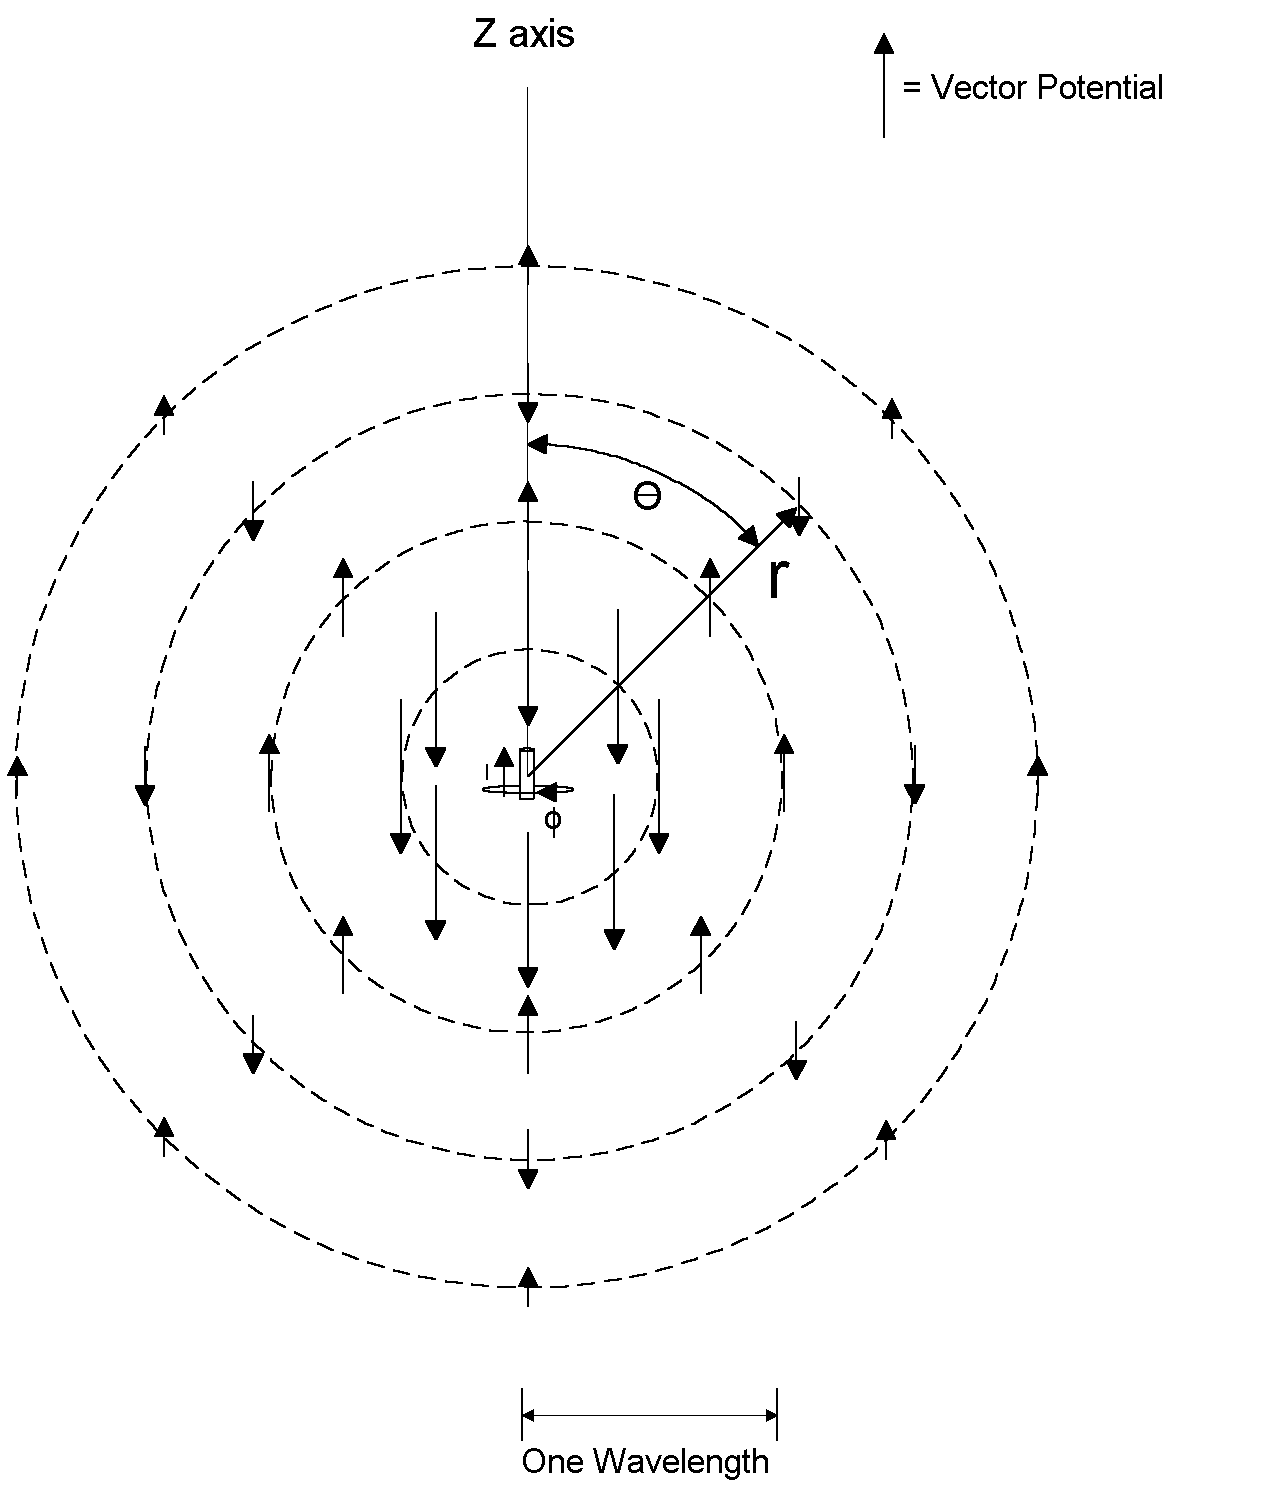 Z axis
= Vector Potential
Θ
r
I
Φ
One Wavelength